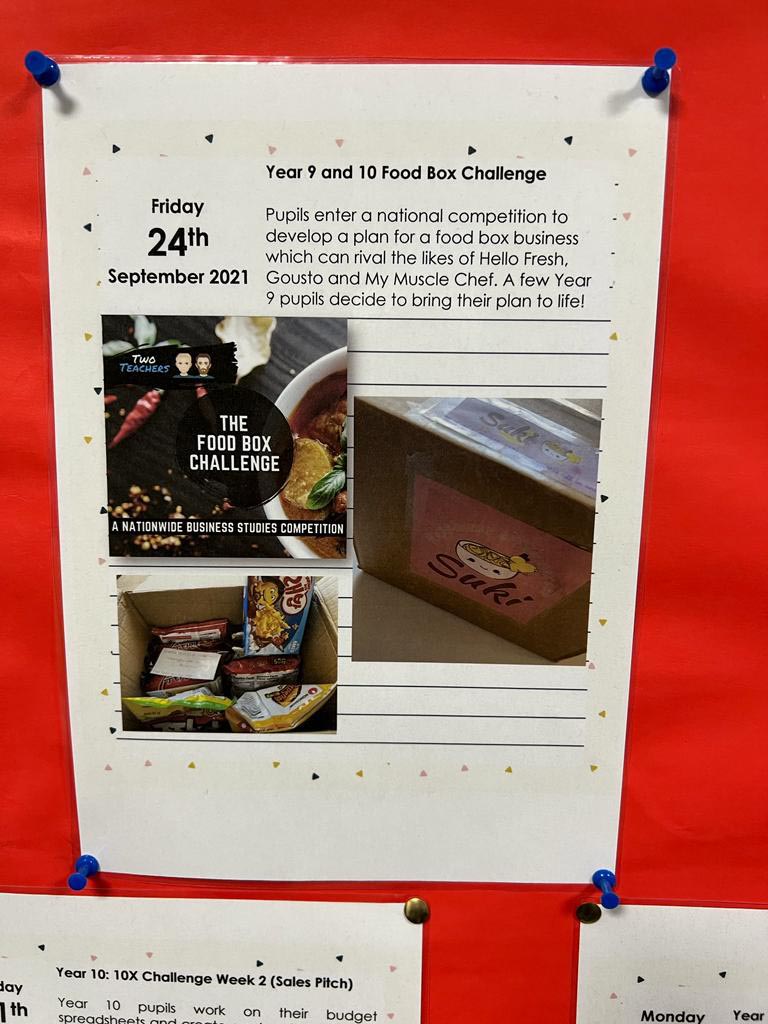 Year 9 and 10 Food Box Challenge
Friday
24th
September 2021
Pupils enter a national competition to
develop a plan for a food box business
which can rival the likes of Hello Fresh,
Gousto and My Muscle Chef. A few Year
9 pupils decide to bring their plan to life!
TWO
TEACHERS
THE
FOOD BOX
CHALLENGE
A NATIONWIDE BUSINESS STUDIES COMPETITION
Suki
Suki
Year 10: 10X Challenge Week 2 (Sales Pitch)
Year 10 pupils work on their budget
Monday
Year